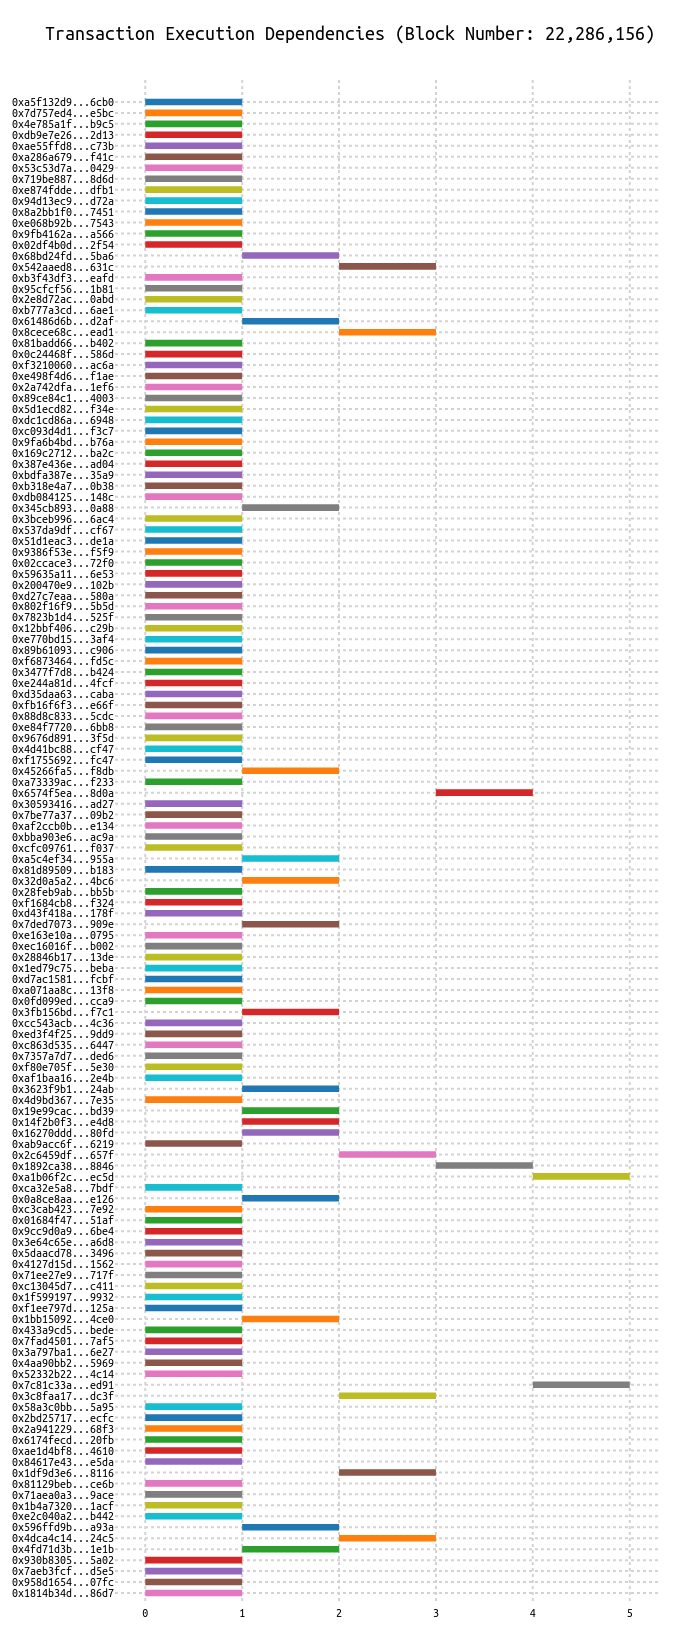 Transaction Execution Dependencies (Block Number: 22,286,156)
0xa5f132d9...6cb0
0x7d757ed4...e5bc
0x4e785a1f...b9c5
0xdb9e7e26...2d13
0xae55ffd8...c73b
0xa286a679...f41c
0x53c53d7a...0429
0x719be887...8d6d
0xe874fdde...dfb1
0x94d13ec9...d72a
0x8a2bb1f0...7451
0xe068b92b...7543
0x9fb4162a...a566
0x02df4b0d...2f54
0x68bd24fd...5ba6
0x542aaed8...631c
0xb3f43df3...eafd
0x95cfcf56...1b81
0x2e8d72ac...0abd
0xb777a3cd...6ae1
0x61486d6b...d2af
0x8cece68c...ead1
0x81badd66...b402
0x0c24468f...586d
0xf3210060...ac6a
0xe498f4d6...f1ae
0x2a742dfa...1ef6
0x89ce84c1...4003
0x5d1ecd82...f34e
0xdc1cd86a...6948
0xc093d4d1...f3c7
0x9fa6b4bd...b76a
0x169c2712...ba2c
0x387e436e...ad04
0xbdfa387e...35a9
0xb318e4a7...0b38
0xdb084125...148c
0x345cb893...0a88
0x3bceb996...6ac4
0x537da9df...cf67
0x51d1eac3...de1a
0x9386f53e...f5f9
0x02ccace3...72f0
0x59635a11...6e53
0x200470e9...102b
0xd27c7eaa...580a
0x802f16f9...5b5d
0x7823b1d4...525f
0x12bbf406...c29b
0xe770bd15...3af4
0x89b61093...c906
0xf6873464...fd5c
0x3477f7d8...b424
0xe244a81d...4fcf
0xd35daa63...caba
0xfb16f6f3...e66f
0x88d8c833...5cdc
0xe84f7720...6bb8
0x9676d891...3f5d
0x4d41bc88...cf47
0xf1755692...fc47
0x45266fa5...f8db
0xa73339ac...f233
0x6574f5ea...8d0a
0x30593416...ad27
0x7be77a37...09b2
0xaf2ccb0b...e134
0xbba903e6...ac9a
0xcfc09761...f037
0xa5c4ef34...955a
0x81d89509...b183
0x32d0a5a2...4bc6
0x28feb9ab...bb5b
0xf1684cb8...f324
0xd43f418a...178f
0x7ded7073...909e
0xe163e10a...0795
0xec16016f...b002
0x28846b17...13de
0x1ed79c75...beba
0xd7ac1581...fcbf
0xa071aa8c...13f8
0x0fd099ed...cca9
0x3fb156bd...f7c1
0xcc543acb...4c36
0xed3f4f25...9dd9
0xc863d535...6447
0x7357a7d7...ded6
0xf80e705f...5e30
0xaf1baa16...2e4b
0x3623f9b1...24ab
0x4d9bd367...7e35
0x19e99cac...bd39
0x14f2b0f3...e4d8
0x16270ddd...80fd
0xab9acc6f...6219
0x2c6459df...657f
0x1892ca38...8846
0xa1b06f2c...ec5d
0xca32e5a8...7bdf
0x0a8ce8aa...e126
0xc3cab423...7e92
0x01684f47...51af
0x9cc9d0a9...6be4
0x3e64c65e...a6d8
0x5daacd78...3496
0x4127d15d...1562
0x71ee27e9...717f
0xc13045d7...c411
0x1f599197...9932
0xf1ee797d...125a
0x1bb15092...4ce0
0x433a9cd5...bede
0x7fad4501...7af5
0x3a797ba1...6e27
0x4aa90bb2...5969
0x52332b22...4c14
0x7c81c33a...ed91
0x3c8faa17...dc3f
0x58a3c0bb...5a95
0x2bd25717...ecfc
0x2a941229...68f3
0x6174fecd...20fb
0xae1d4bf8...4610
0x84617e43...e5da
0x1df9d3e6...8116
0x81129beb...ce6b
0x71aea0a3...9ace
0x1b4a7320...1acf
0xe2c040a2...b442
0x596ffd9b...a93a
0x4dca4c14...24c5
0x4fd71d3b...1e1b
0x930b8305...5a02
0x7aeb3fcf...d5e5
0x958d1654...07fc
0x1814b34d...86d7
0 1 2 3 4 5